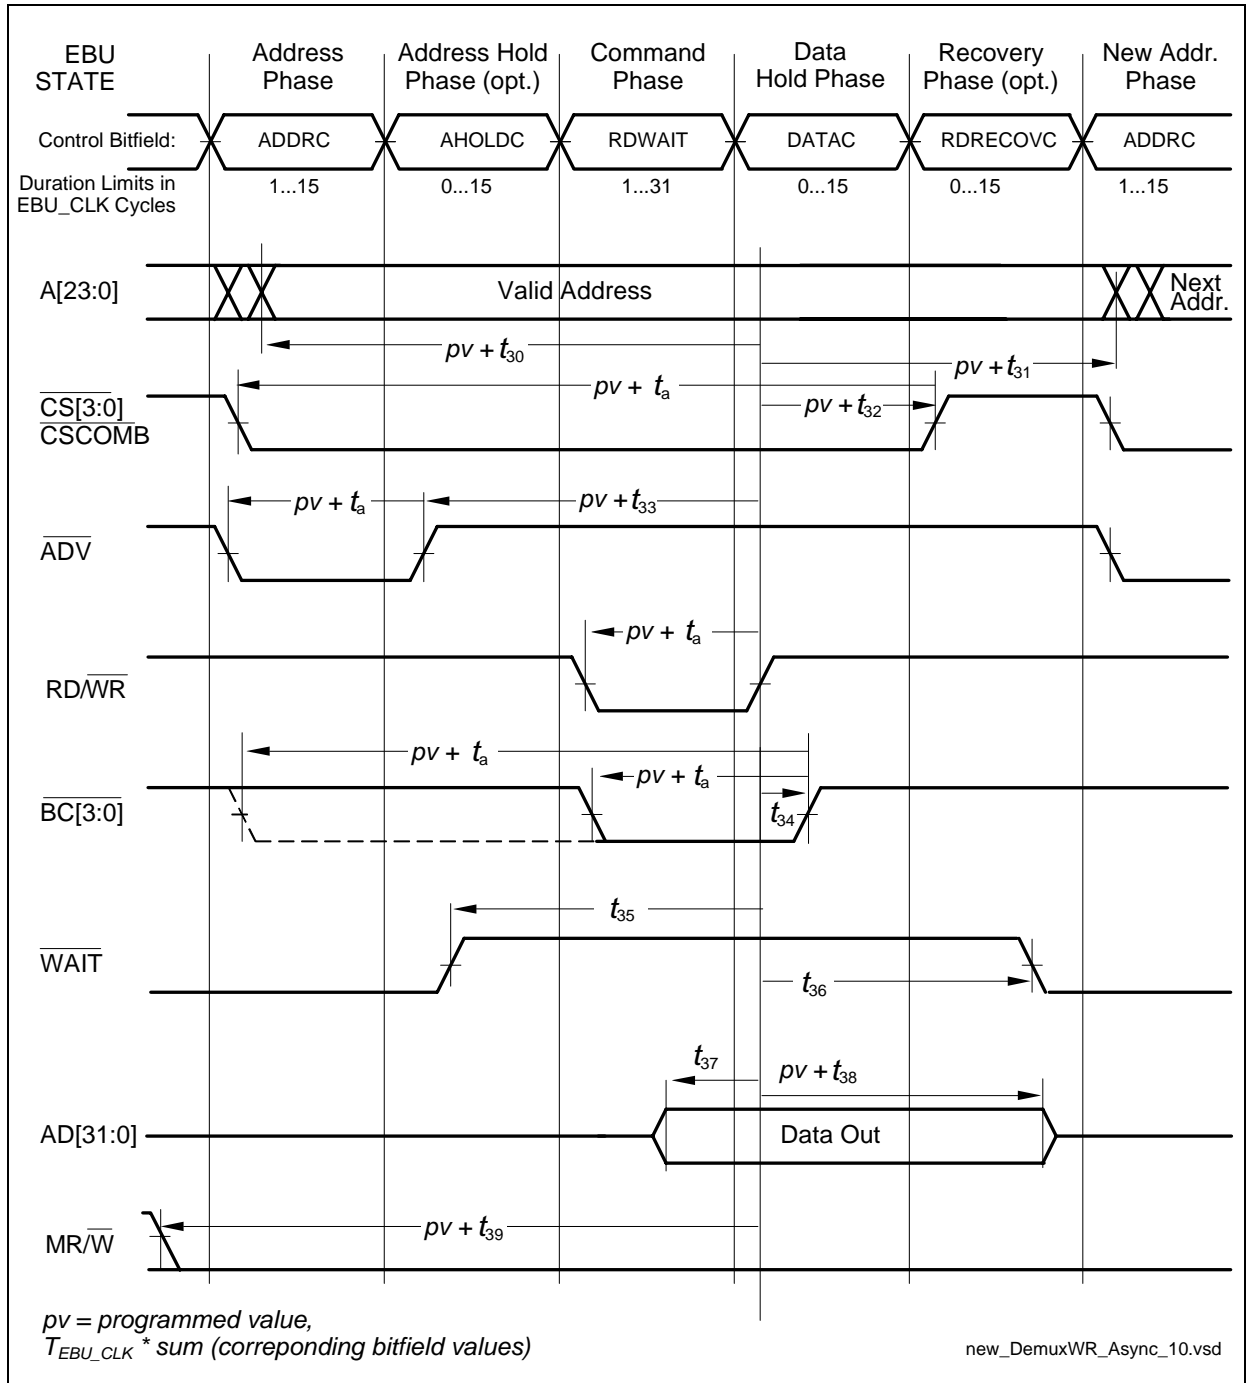 EBU STATE
Address Phase
Address Hold Phase (opt.)
Command Phase
Data Hold Phase
Recovery Phase (opt.)
New Addr. Phase
Control Bitfield: ADDRC AHOLDC RDWAIT DATAC RDRECOVC ADDRC
Duration Limits in EBU_CLK Cycles
1...15 0...15 1...31 0...15 0...15 1...15
A[23:0]
Valid Address
Next Addr.
pv + t30
pv + t31
pv + ta
pv + t32
CS[3:0]
CSCOMB
pv + ta
pv + t33
ADV
pv + ta
RD/WR
pv + ta
pv + ta
BC[3:0]
t34
t35
WAIT
t36
t37
pv + t38
AD[31:0]
Data Out
MR/W
pv + t39
pv = programmed value,
TEBU_CLK * sum (correponding bitfield values)
new_DemuxWR_Async_10.vsd